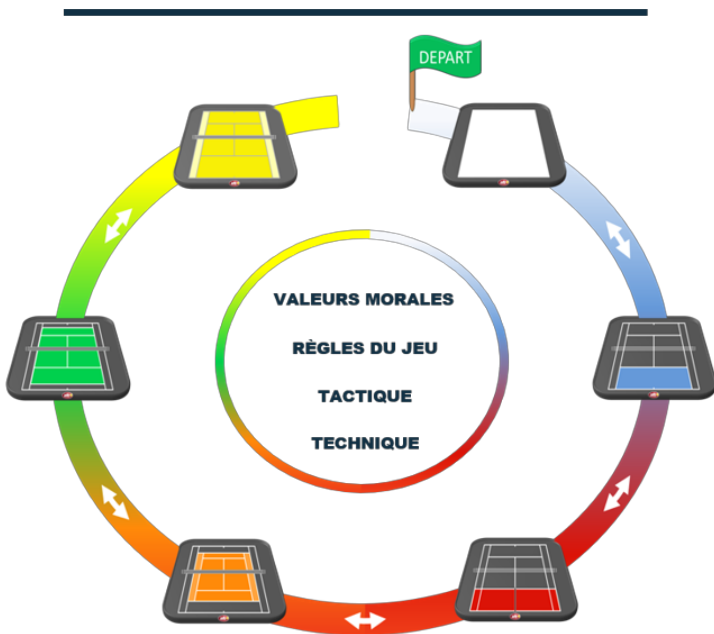 DEPART
VALEURS MORALES
RÈGLES DU JEU
TACTIQUE
TECHNIQUE